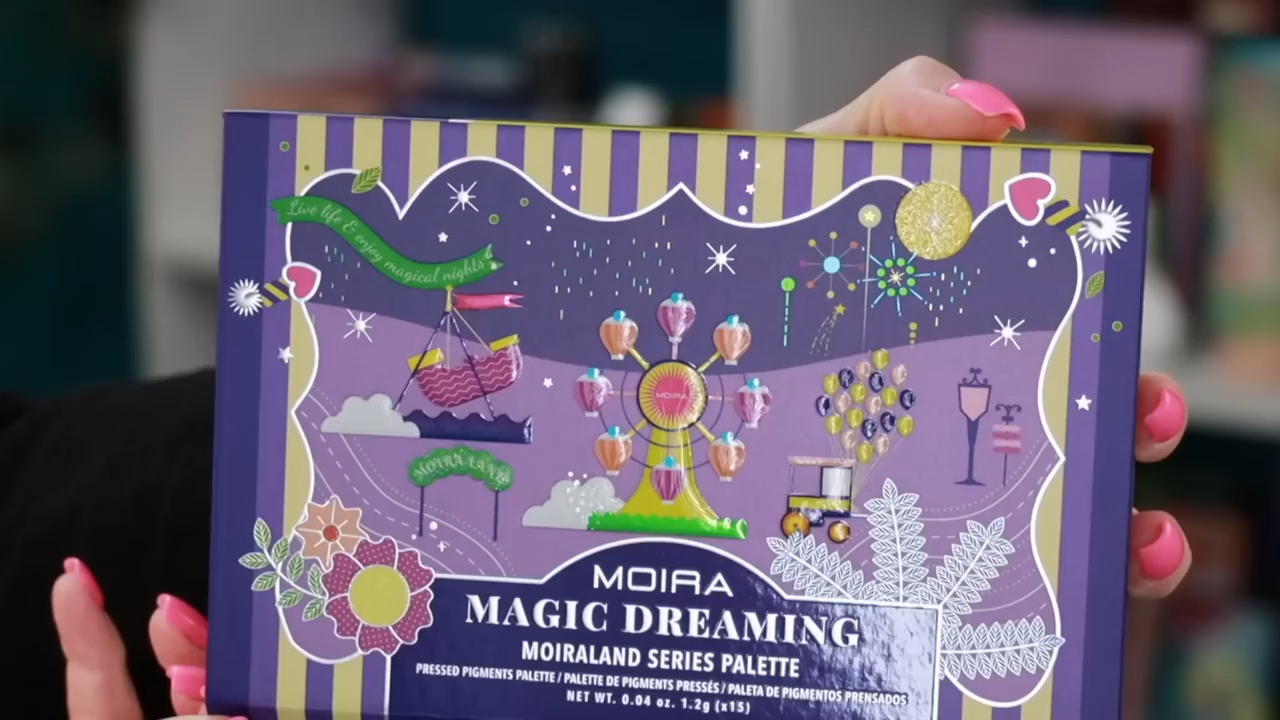 Live life & enjoy magical nights
MOIRA
MOIRA LAND
MOIRA
MAGIC DREAMING
MOIRALAND SERIES PALETTE
PRESSED PIGMENTS PALETTE / PALETTE DE PIGMENTS PRESSÉS / PALETA DE PIGMENTOS PRENSADOS
NET WT. 0.04 oz. 1.2g (x15)